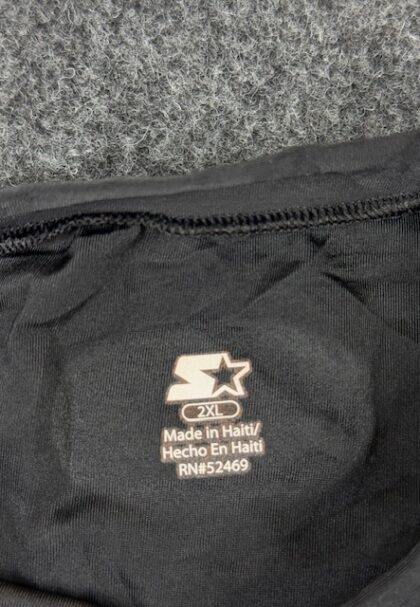 2XL
Made in Haiti/
Hecho En Haiti
RN#52469